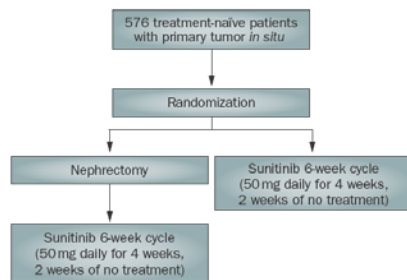 576 treatment-naïve patients
with primary tumor in situ
Randomization
Nephrectomy
Sunitinib 6-week cycle
(50 mg daily for 4 weeks,
2 weeks of no treatment)
Sunitinib 6-week cycle
(50 mg daily for 4 weeks,
2 weeks of no treatment)